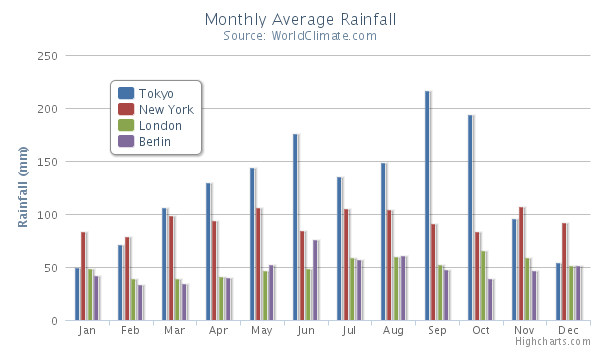 Monthly Average Rainfall
Source: WorldClimate.com
Rainfall (mm)
250
200
150
100
50
0
Tokyo
New York
London
Berlin
Jan Feb Mar Apr May Jun Jul Aug Sep Oct Nov Dec
Highcharts.com